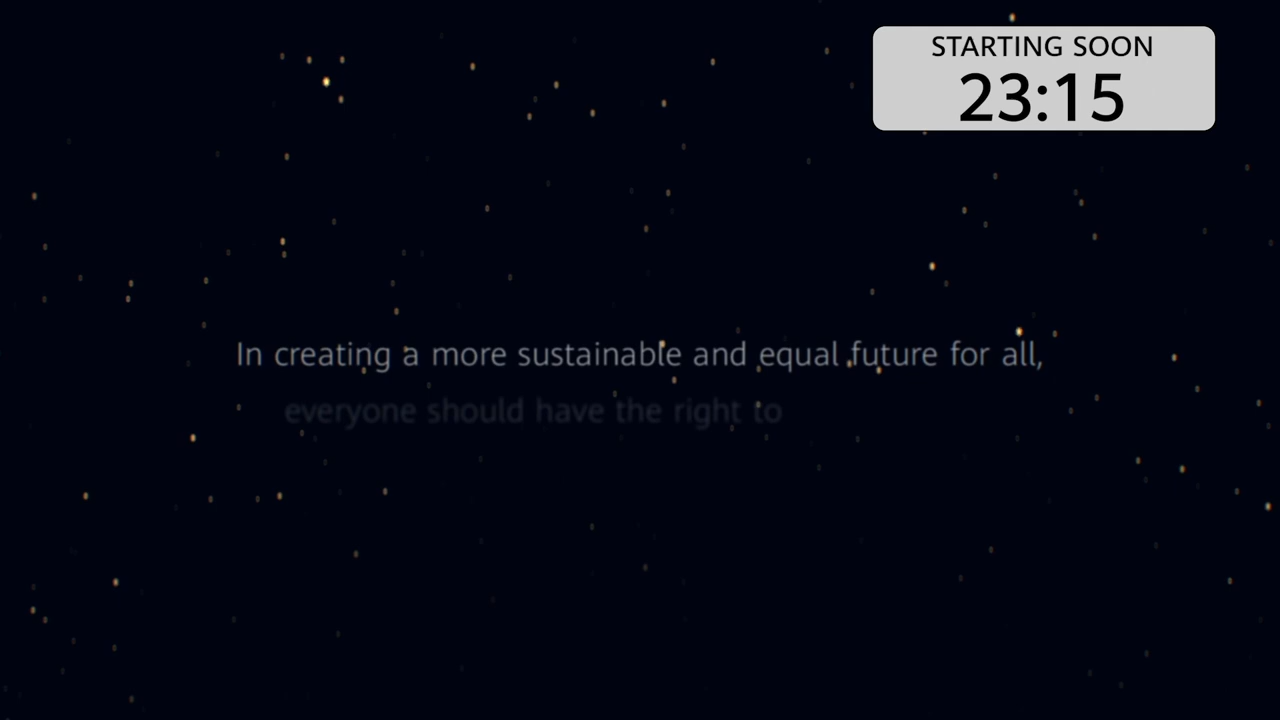 STARTING SOON
23:15
In creating a more sustainable and equal future for all,
everyone should have the right to